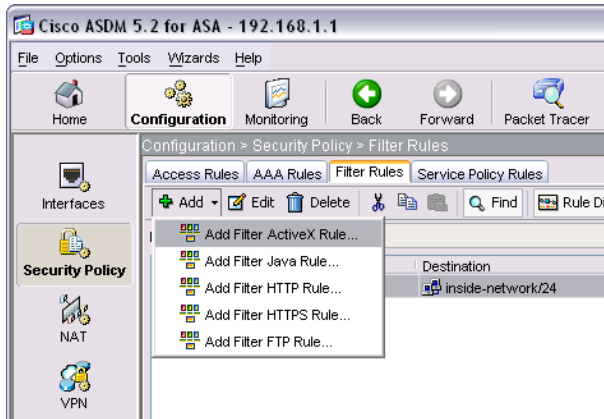 Cisco ASDM 5.2 for ASA - 192.168.1.1
File Options Tools Wizards Help
Home Configuration Monitoring Back Forward Packet Tracer
Configuration > Security Policy > Filter Rules
Access Rules AAA Rules Filter Rules Service Policy Rules
Add Edit Delete Find Rule Di
Interfaces
Security Policy
NAT
VPN
Add Filter ActiveX Rule...
Add Filter Java Rule...
Add Filter HTTP Rule...
Add Filter HTTPS Rule...
Add Filter FTP Rule...
Destination
inside-network/24